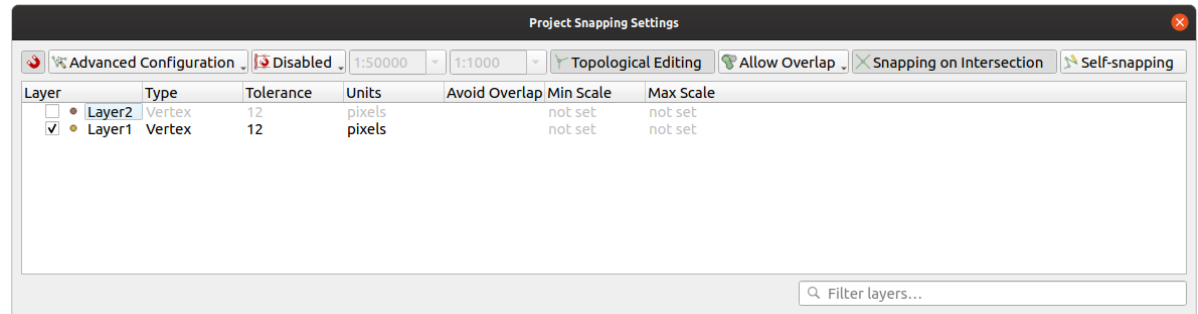 Project Snapping Settings
Advanced Configuration Disabled 1:50000 1:1000 Topological Editing Allow Overlap Snapping on Intersection Self-snapping
Layer Type Tolerance Units Avoid Overlap Min Scale Max Scale
Layer2 Vertex 12 pixels not set not set
Layer1 Vertex 12 pixels not set not set
Filter layers...